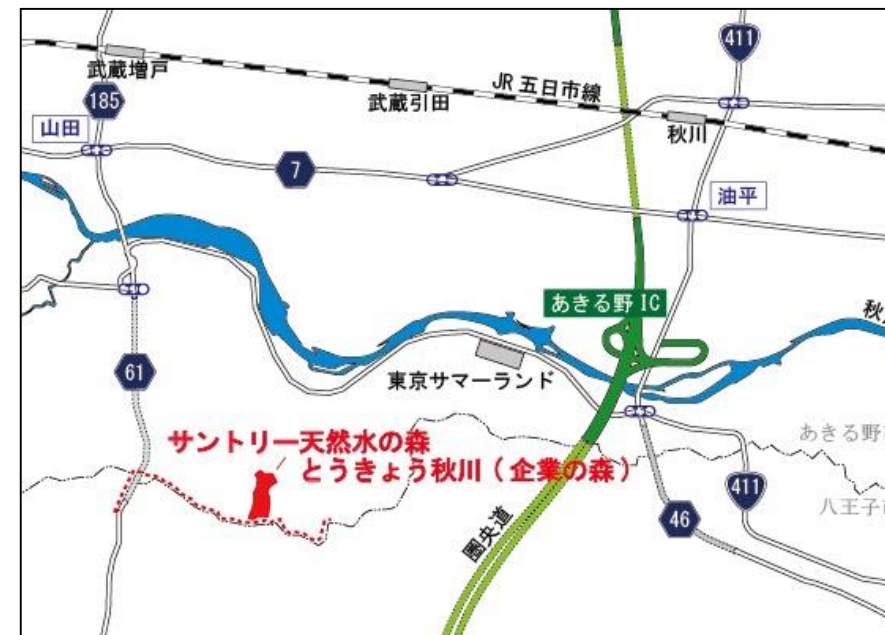 411
武蔵増戸
JR 五日市線
185
武蔵引田
山田
秋川
7
油平
あきる野 IC
秋
61
東京サマーランド
サントリー天然水の森
とうきょう秋川（企業の森）
あきる野
411
八王子
46
圏央道